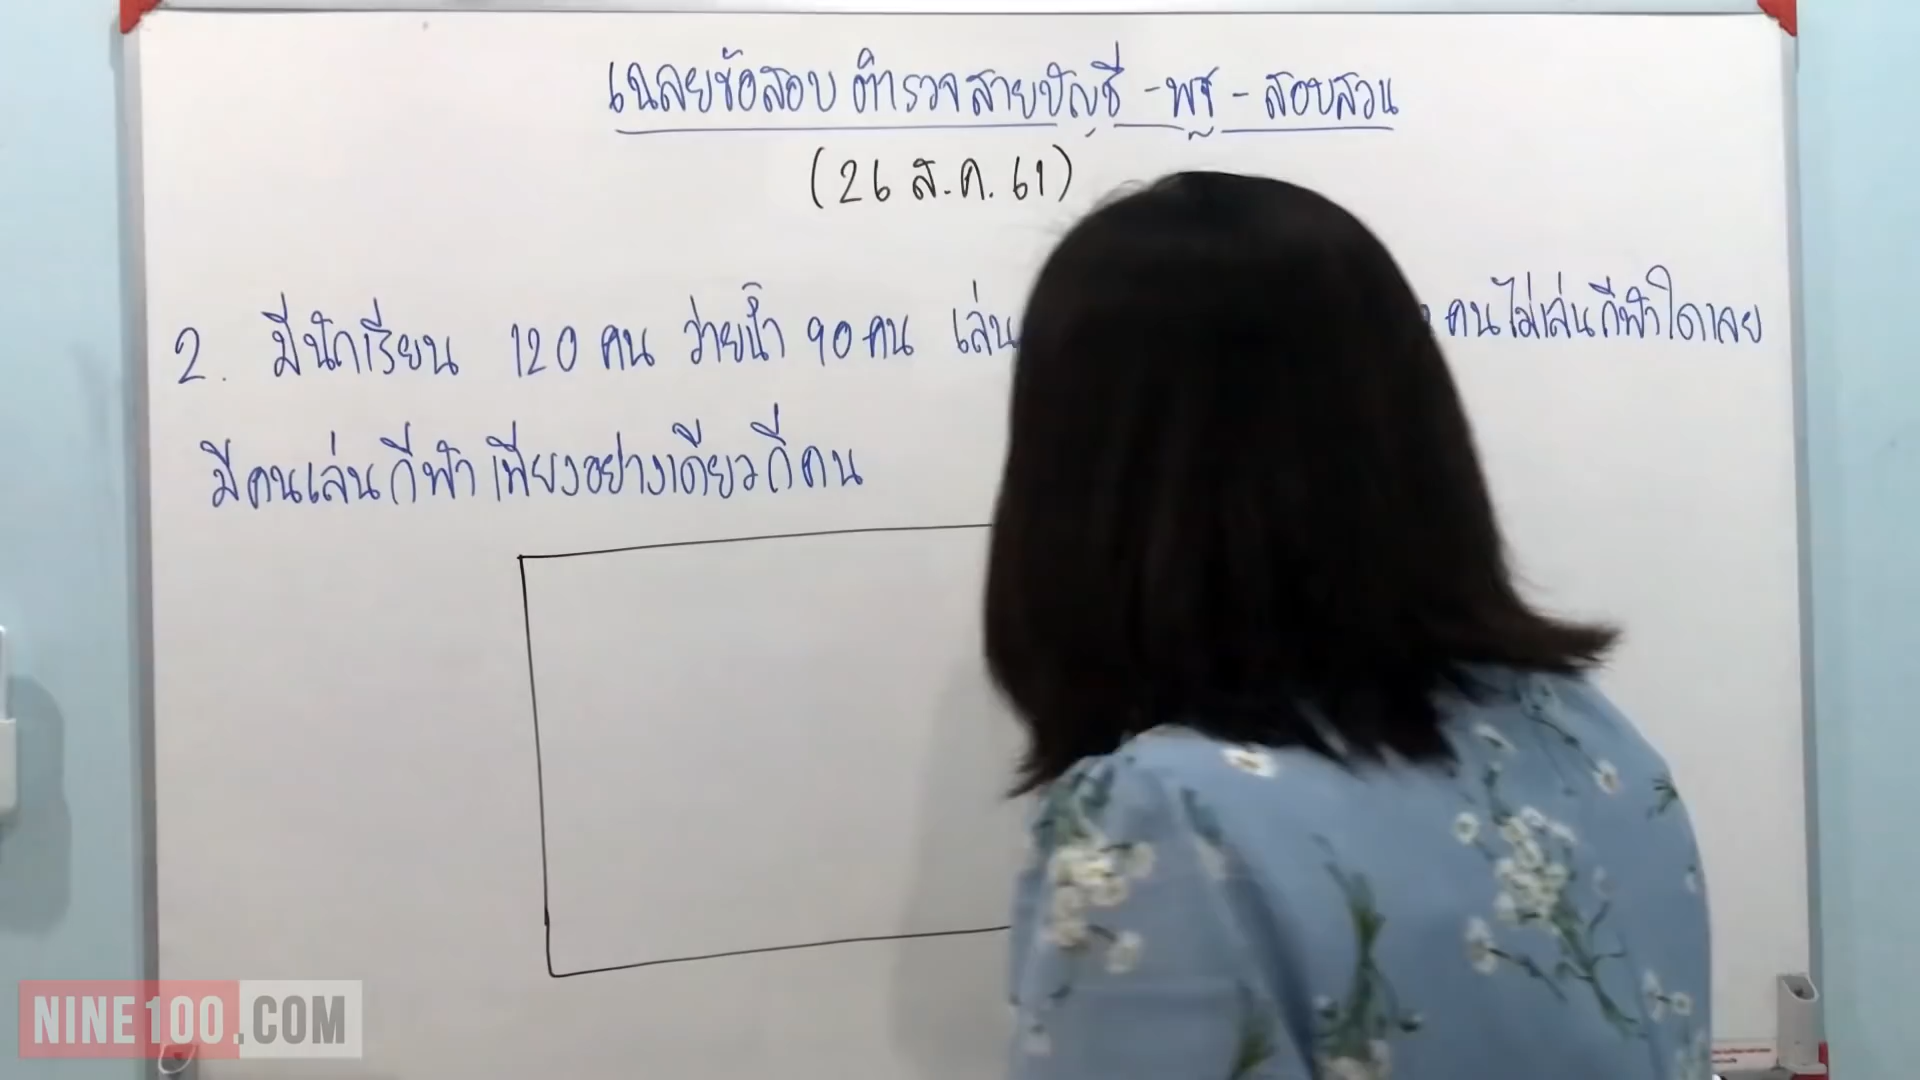 เฉลยข้อสอบ ตำรวจสายบัญชี - พฐ - สอบสวน
(26 ส.ค. 61)
2. มีนักเรียน 120 คน ว่ายน้ำ 90 คน เล่น คนไม่เล่นกีฬาใดเลย
มีคนเล่นกีฬาเพียงอย่างเดียวกี่คน
NINE100.COM